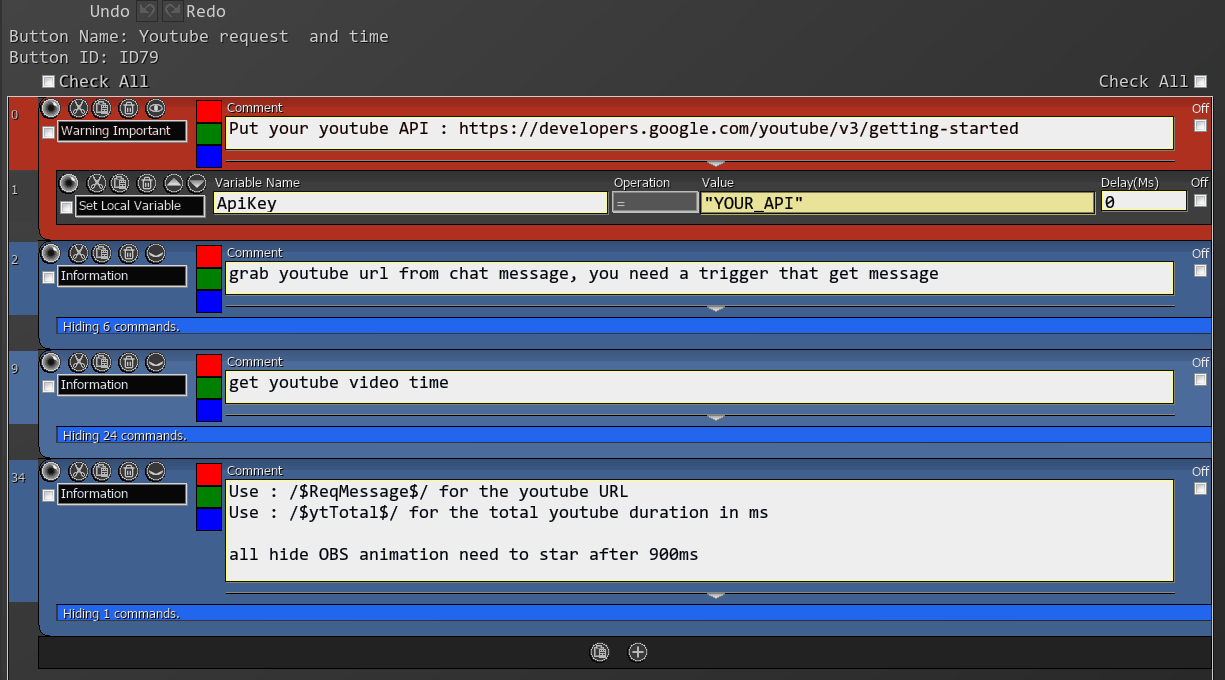 Undo Redo
Button Name: Youtube request  and time
Button ID: ID79
Check All Check All
0 Comment Off
Warning Important Put your youtube API : https://developers.google.com/youtube/v3/getting-started
1 Variable Name Operation Value Delay(Ms) Off
Set Local Variable ApiKey = "YOUR_API" 0
2 Comment Off
Information grab youtube url from chat message, you need a trigger that get message
Hiding 6 commands.
9 Comment Off
Information get youtube video time
Hiding 24 commands.
34 Comment Off
Information Use : /$ReqMessage$/ for the youtube URL
Use : /$ytTotal$/ for the total youtube duration in ms
all hide OBS animation need to star after 900ms
Hiding 1 commands.